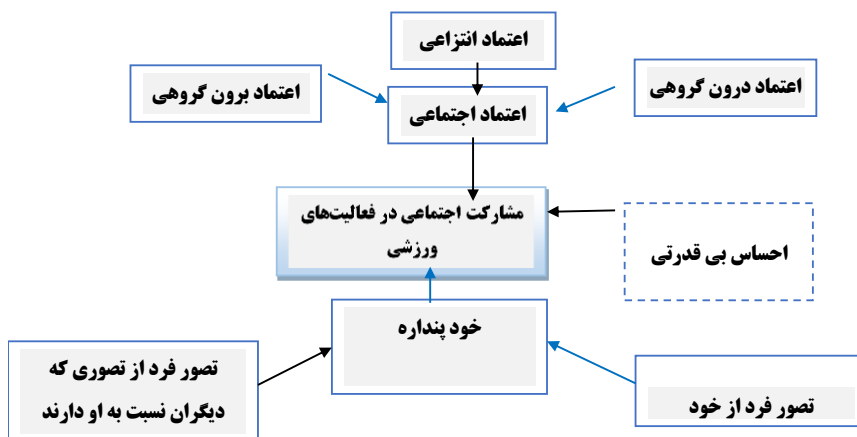 اعتماد انتزاعی
اعتماد درون گروهی
اعتماد برون گروهی
اعتماد اجتماعی
مشارکت اجتماعی در فعالیت‌های
ورزشی
احساس بی قدرتی
خود پنداره
تصور فرد از تصوری که
دیگران نسبت به او دارند
تصور فرد از خود